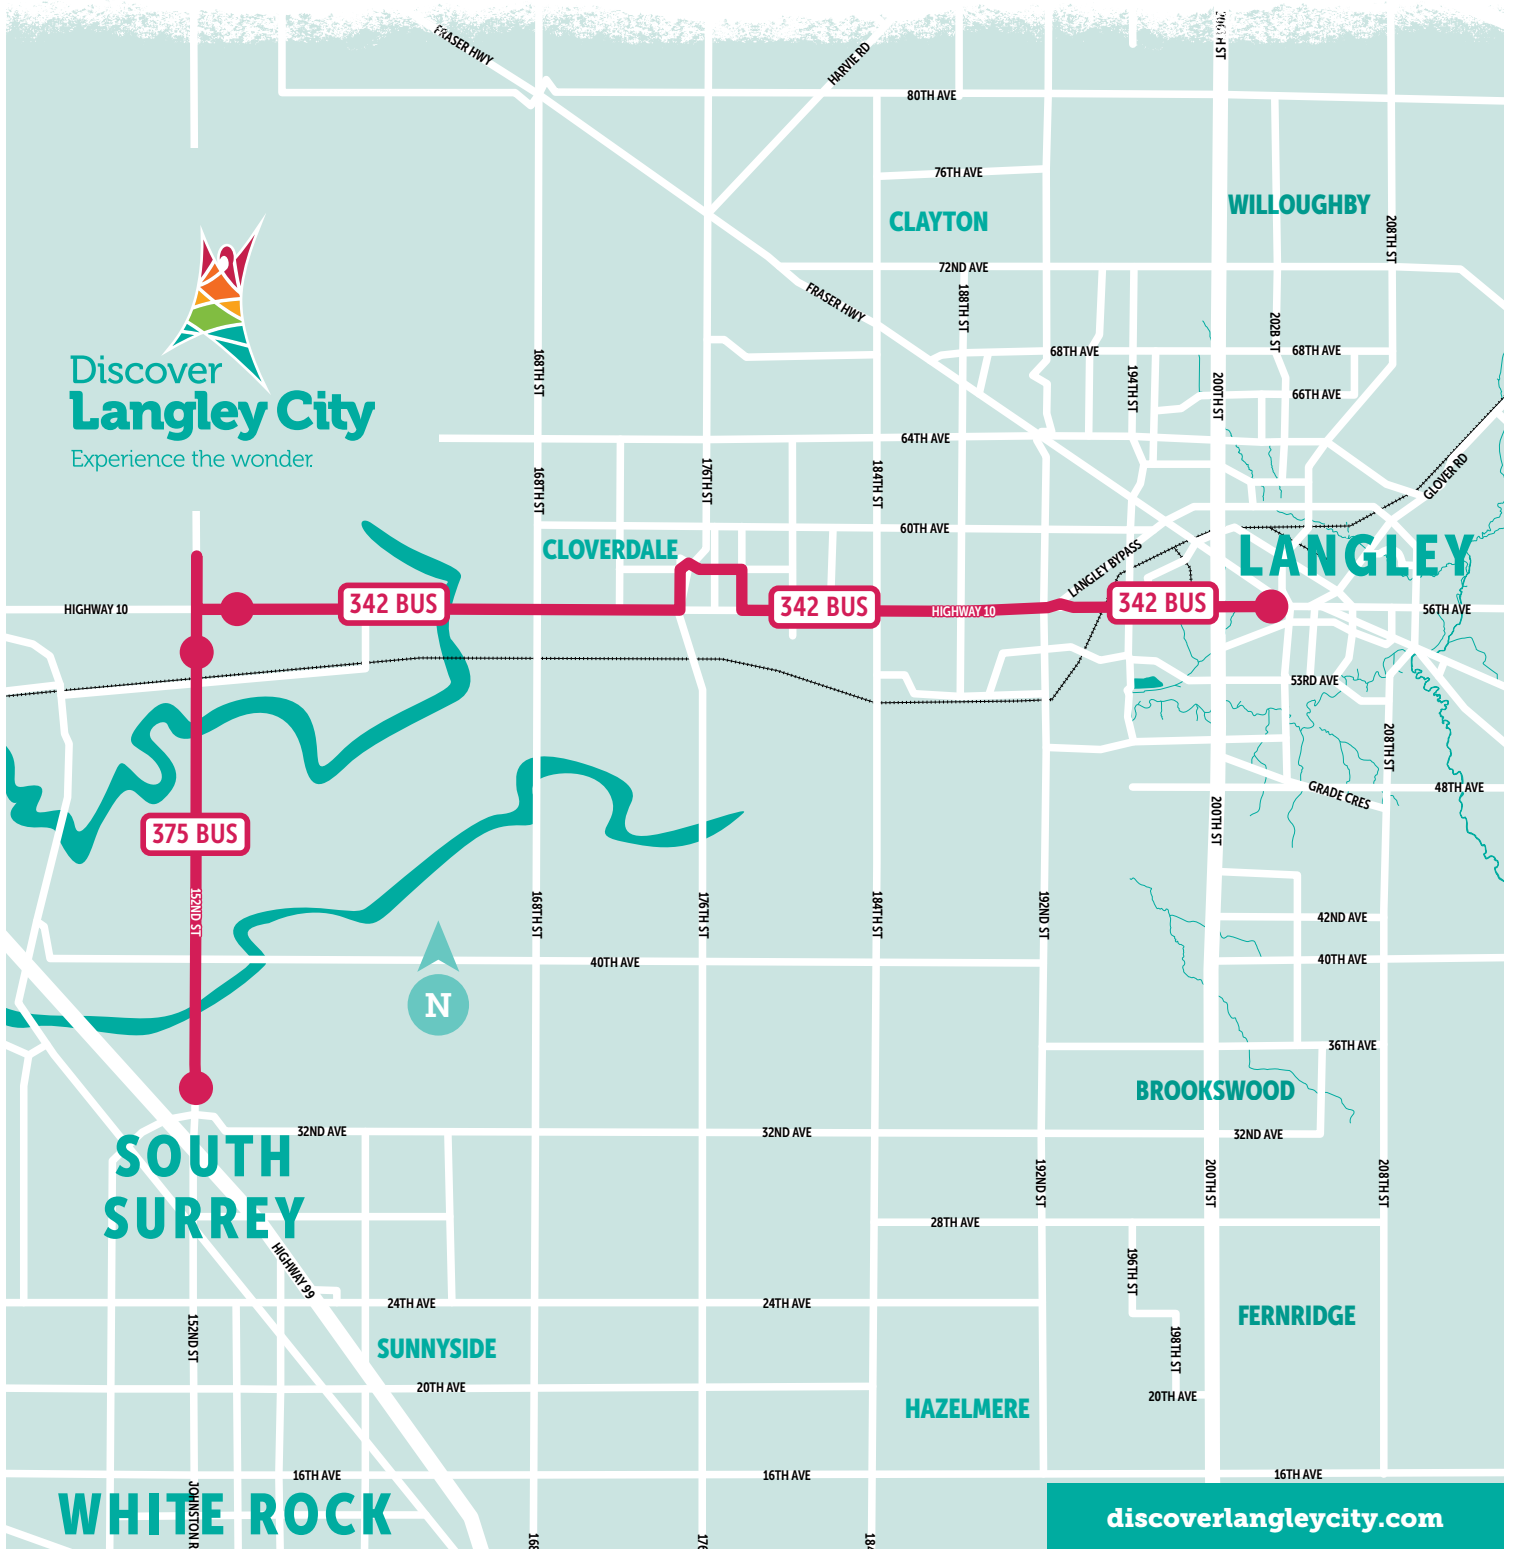 FRASER HWY
HARVIE RD
80TH AVE
76TH AVE
CLAYTON
WILLOUGHBY
208TH ST
72ND AVE
FRASER HWY
188TH ST
202B ST
168TH ST
68TH AVE
68TH AVE
194TH ST
200TH ST
66TH AVE
Discover
Langley City
Experience the wonder.
64TH AVE
168TH ST
176TH ST
184TH ST
GLOVER RD
60TH AVE
CLOVERDALE
LANGLEY BYPASS
LANGLEY
HIGHWAY 10
342 BUS
342 BUS
HIGHWAY 10
342 BUS
56TH AVE
53RD AVE
208TH ST
GRADE CRES
48TH AVE
375 BUS
200TH ST
152ND ST
168TH ST
176TH ST
184TH ST
192ND ST
42ND AVE
40TH AVE
40TH AVE
N
36TH AVE
BROOKSWOOD
32ND AVE
32ND AVE
32ND AVE
SOUTH
SURREY
192ND ST
200TH ST
208TH ST
28TH AVE
HIGHWAY 99
196TH ST
24TH AVE
24TH AVE
FERNRIDGE
152ND ST
SUNNYSIDE
198TH ST
20TH AVE
20TH AVE
HAZELMERE
16TH AVE
16TH AVE
16TH AVE
JOHNSTON R
WHITE ROCK
168
176
184
discoverlangleycity.com